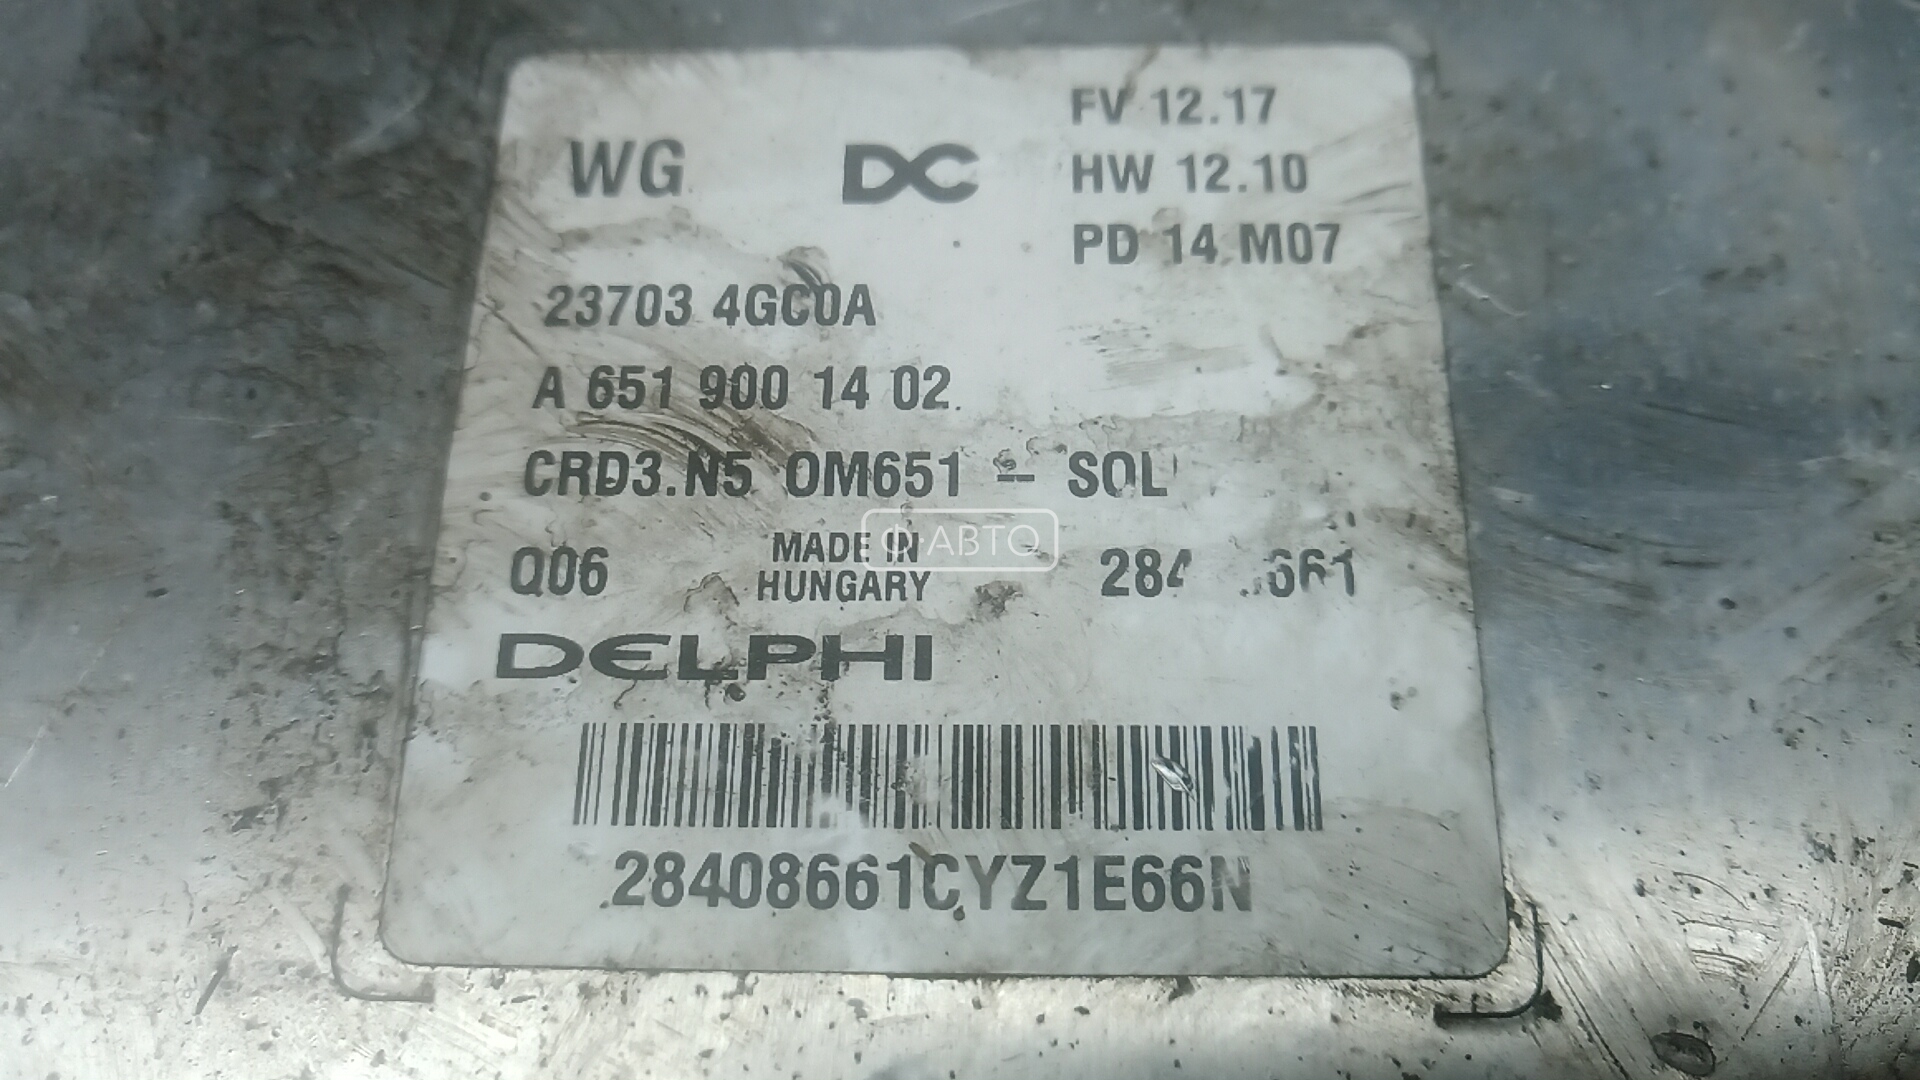 WG DC FV 12.17
HW 12.10
PD 14 M07
23703 4GC0A
A 651 900 14 02
CRD3.N5 OM651 - SOL
Q06 MADE IN HUNGARY
Ф-АВТО
DELPHI
28408661CYZ1E66N